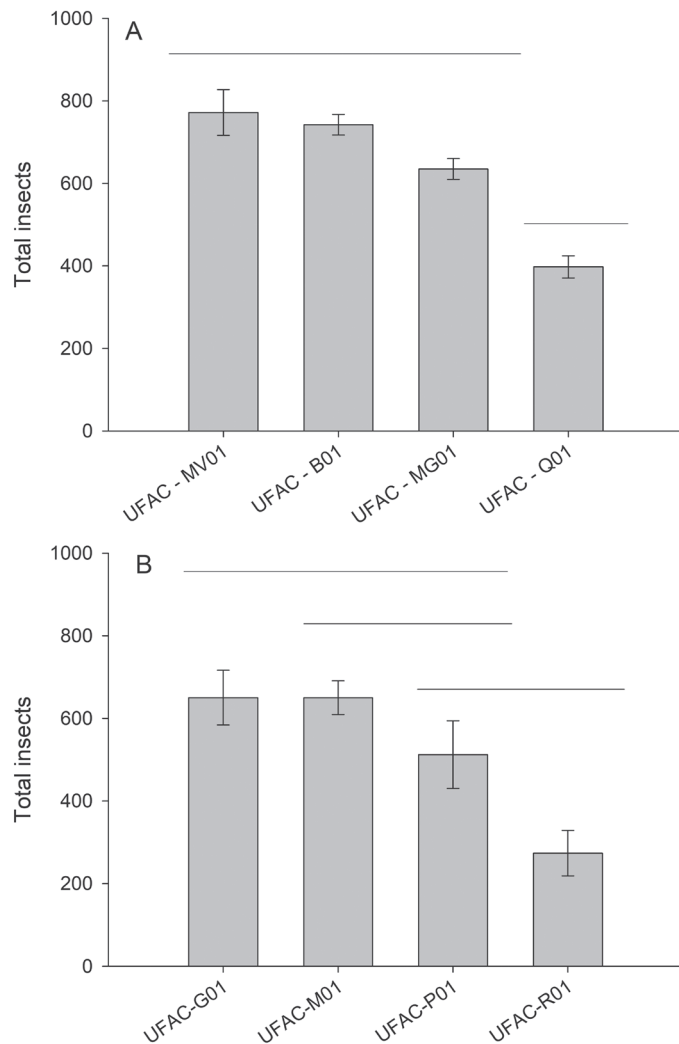 A
1000
800
600
400
200
0
Total insects
UFAC - MV01
UFAC - B01
UFAC - MG01
UFAC - Q01
B
1000
800
600
400
200
0
Total insects
UFAC-G01
UFAC-M01
UFAC-P01
UFAC-R01